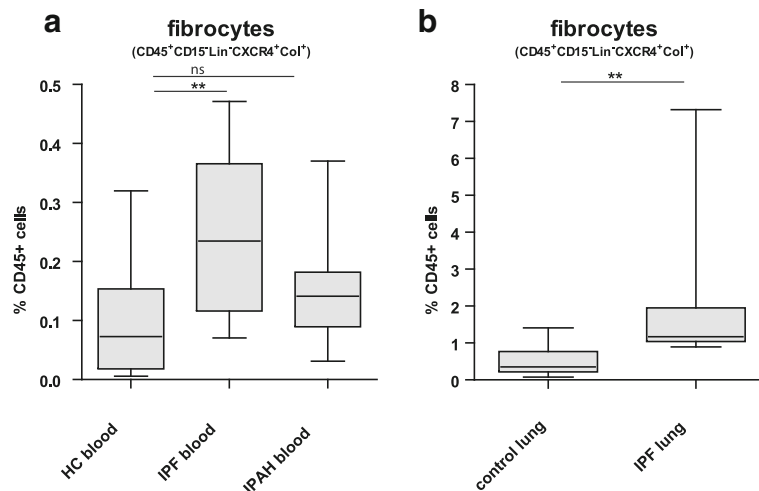 a
fibrocytes
(CD45⁺CD15⁻Lin⁻CXCR4⁺Col⁺)
ns
**
0.5
0.4
0.3
0.2
0.1
0.0
% CD45+ cells
HC blood
IPF blood
IPAH blood
b
fibrocytes
(CD45⁺CD15⁻Lin⁻CXCR4⁺Col⁺)
**
8
7
6
5
4
3
2
1
0
% CD45+ cells
control lung
IPF lung